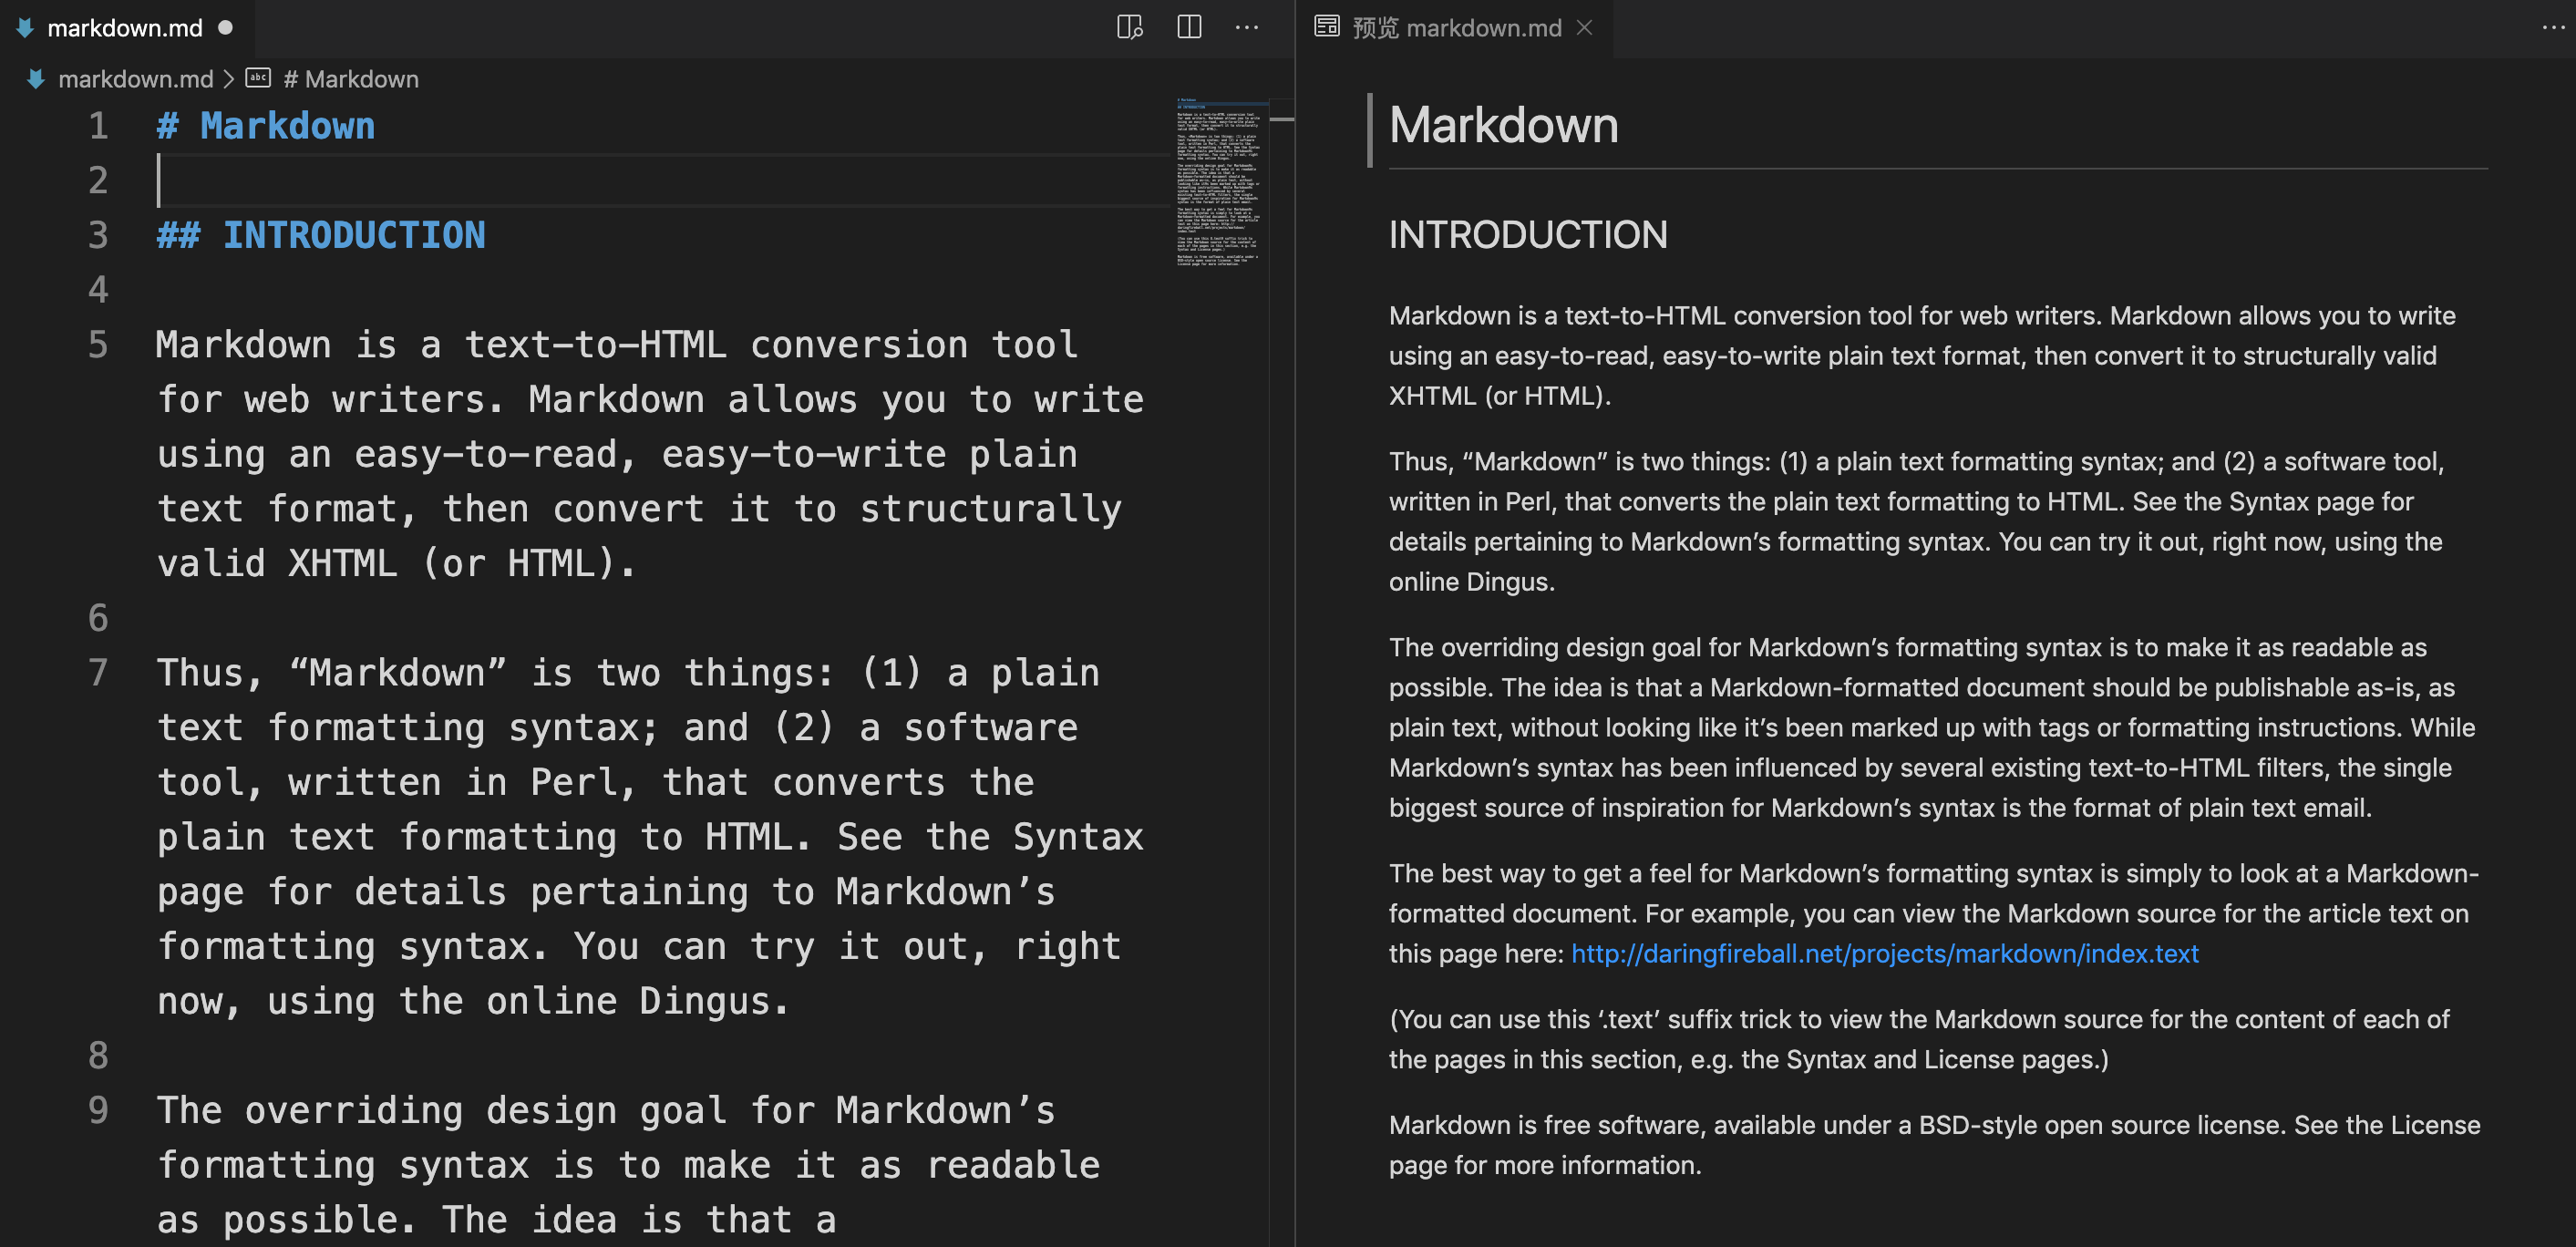 markdown.md
markdown.md > abc # Markdown
1 # Markdown
2
3 ## INTRODUCTION
4
5 Markdown is a text-to-HTML conversion tool
for web writers. Markdown allows you to write
using an easy-to-read, easy-to-write plain
text format, then convert it to structurally
valid XHTML (or HTML).
6
7 Thus, “Markdown” is two things: (1) a plain
text formatting syntax; and (2) a software
tool, written in Perl, that converts the
plain text formatting to HTML. See the Syntax
page for details pertaining to Markdown’s
formatting syntax. You can try it out, right
now, using the online Dingus.
8
9 The overriding design goal for Markdown’s
formatting syntax is to make it as readable
as possible. The idea is that a
预览 markdown.md
Markdown
INTRODUCTION
Markdown is a text-to-HTML conversion tool for web writers. Markdown allows you to write
using an easy-to-read, easy-to-write plain text format, then convert it to structurally valid
XHTML (or HTML).
Thus, “Markdown” is two things: (1) a plain text formatting syntax; and (2) a software tool,
written in Perl, that converts the plain text formatting to HTML. See the Syntax page for
details pertaining to Markdown’s formatting syntax. You can try it out, right now, using the
online Dingus.
The overriding design goal for Markdown’s formatting syntax is to make it as readable as
possible. The idea is that a Markdown-formatted document should be publishable as-is, as
plain text, without looking like it’s been marked up with tags or formatting instructions. While
Markdown’s syntax has been influenced by several existing text-to-HTML filters, the single
biggest source of inspiration for Markdown’s syntax is the format of plain text email.
The best way to get a feel for Markdown’s formatting syntax is simply to look at a Markdown-
formatted document. For example, you can view the Markdown source for the article text on
this page here: http://daringfireball.net/projects/markdown/index.text
(You can use this ‘.text’ suffix trick to view the Markdown source for the content of each of
the pages in this section, e.g. the Syntax and License pages.)
Markdown is free software, available under a BSD-style open source license. See the License
page for more information.